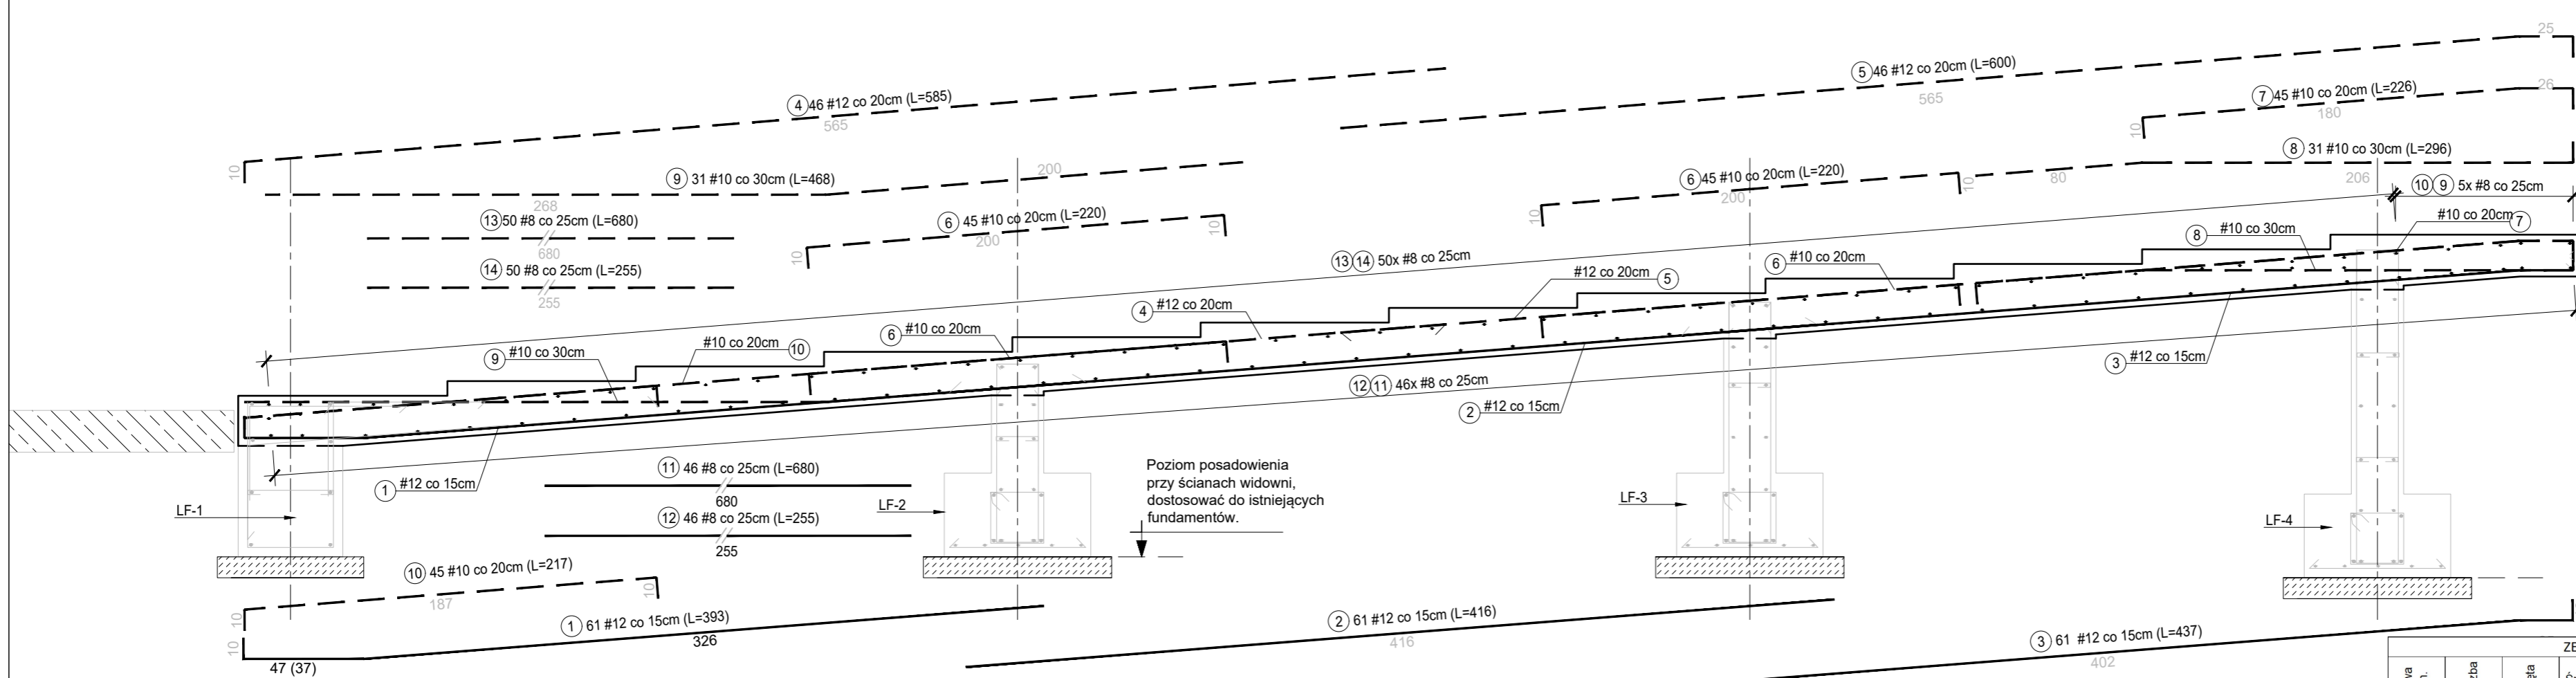 25
5 46 #12 co 20cm (L=600)
565
4 46 #12 co 20cm (L=585)
565
10
7 45 #10 co 20cm (L=226)
26
180
10
8 31 #10 co 30cm (L=296)
206
80
9 31 #10 co 30cm (L=468)
200
268
6 45 #10 co 20cm (L=220)
200
10
10
10 9 5x #8 co 25cm
13 50 #8 co 25cm (L=680)
680
6 45 #10 co 20cm (L=220)
200
10
10
14 50 #8 co 25cm (L=255)
255
13 14 50x #8 co 25cm
#10 co 20cm 7
8 #10 co 30cm
6 #10 co 20cm
#12 co 20cm 5
4 #12 co 20cm
6 #10 co 20cm
#10 co 20cm 10
9 #10 co 30cm
3 #12 co 15cm
12 11 46x #8 co 25cm
2 #12 co 15cm
1 #12 co 15cm
11 46 #8 co 25cm (L=680)
680
12 46 #8 co 25cm (L=255)
255
Poziom posadowienia
przy ścianach widowni,
dostosować do istniejących
fundamentów.
LF-1
LF-2
LF-3
LF-4
10 45 #10 co 20cm (L=217)
187
10
10
1 61 #12 co 15cm (L=393)
326
10
47 (37)
2 61 #12 co 15cm (L=416)
416
3 61 #12 co 15cm (L=437)
402